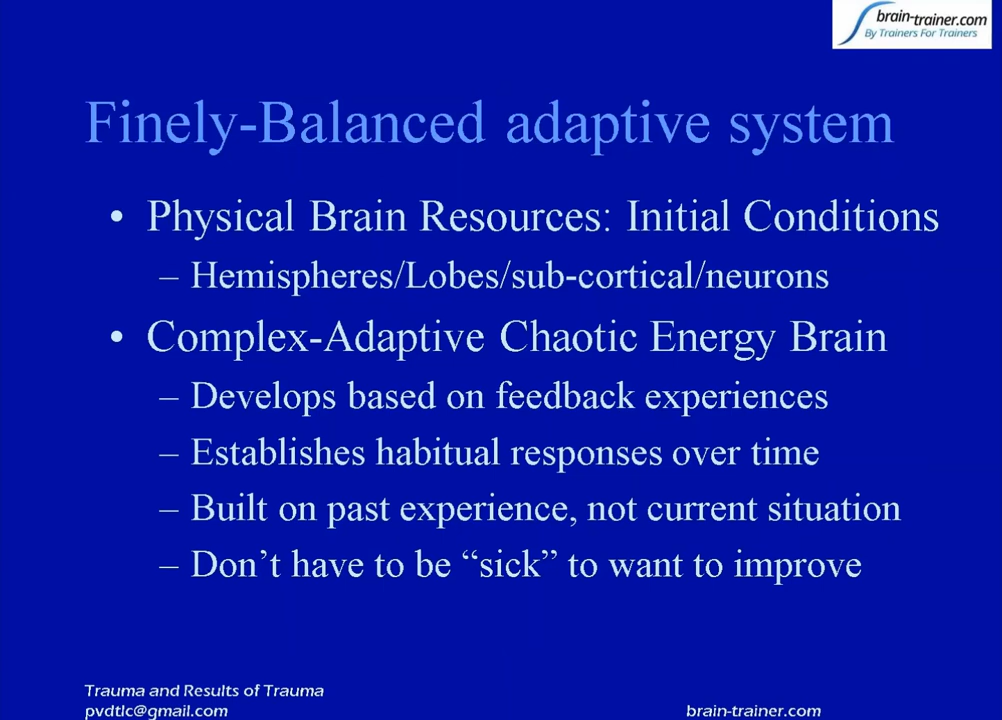 brain-trainer.com
By Trainers For Trainers
Finely-Balanced adaptive system
• Physical Brain Resources: Initial Conditions
– Hemispheres/Lobes/sub-cortical/neurons
• Complex-Adaptive Chaotic Energy Brain
– Develops based on feedback experiences
– Establishes habitual responses over time
– Built on past experience, not current situation
– Don’t have to be “sick” to want to improve
Trauma and Results of Trauma
pvdtlc@gmail.com
brain-trainer.com